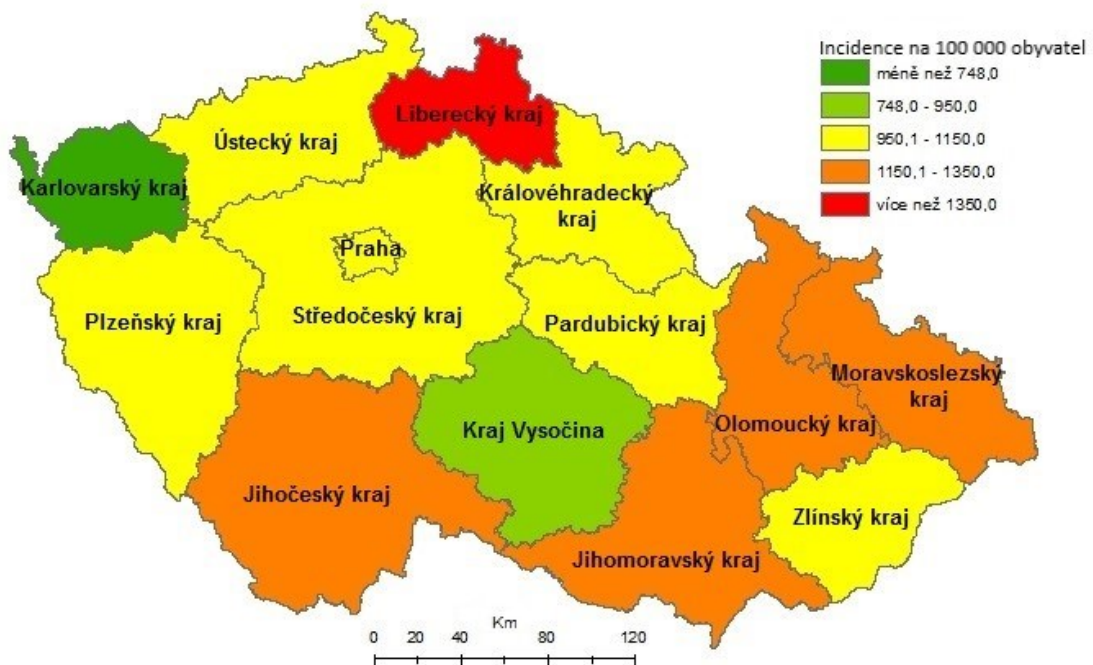 Incidence na 100 000 obyvatel
méně než 748,0
748,0 - 950,0
950,1 - 1150,0
1150,1 - 1350,0
více než 1350,0
Liberecký kraj
Ústecký kraj
Karlovarský kraj
Královéhradecký
kraj
Praha
Středočeský kraj
Plzeňský kraj
Pardubický kraj
Moravskoslezský
kraj
Olomoucký kraj
Kraj Vysočina
Jihočeský kraj
Zlínský kraj
Jihomoravský kraj
Km
0 20 40 80 120